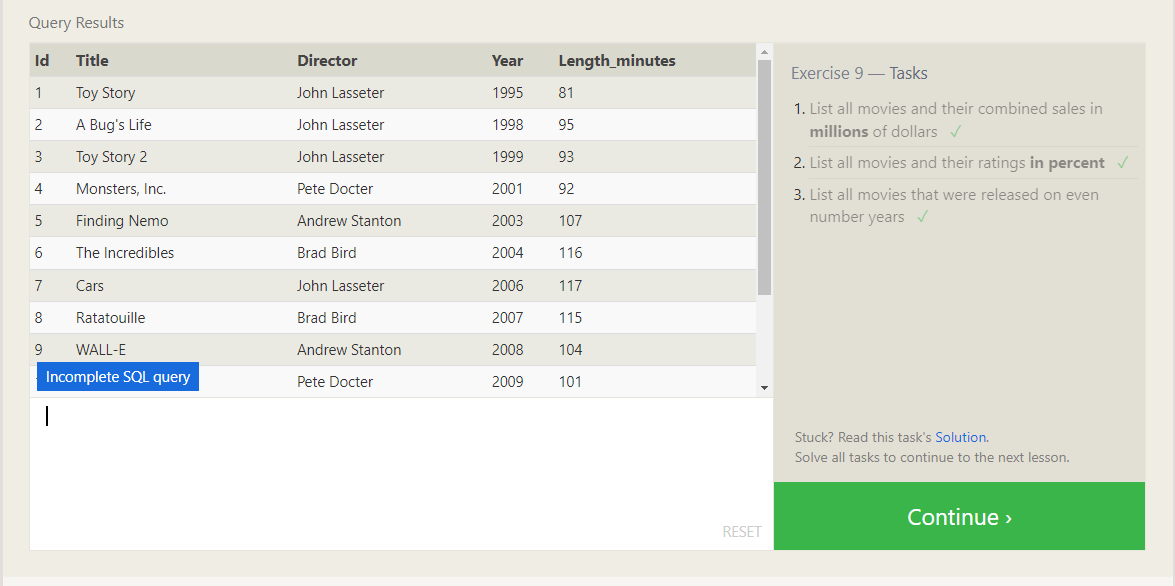 Query Results
Id Title Director Year Length_minutes
1 Toy Story John Lasseter 1995 81
2 A Bug's Life John Lasseter 1998 95
3 Toy Story 2 John Lasseter 1999 93
4 Monsters, Inc. Pete Docter 2001 92
5 Finding Nemo Andrew Stanton 2003 107
6 The Incredibles Brad Bird 2004 116
7 Cars John Lasseter 2006 117
8 Ratatouille Brad Bird 2007 115
9 WALL-E Andrew Stanton 2008 104
Pete Docter 2009 101
Incomplete SQL query
RESET
Exercise 9 — Tasks
1. List all movies and their combined sales in
millions of dollars ✓
2. List all movies and their ratings in percent ✓
3. List all movies that were released on even
number years ✓
Stuck? Read this task's Solution.
Solve all tasks to continue to the next lesson.
Continue ›